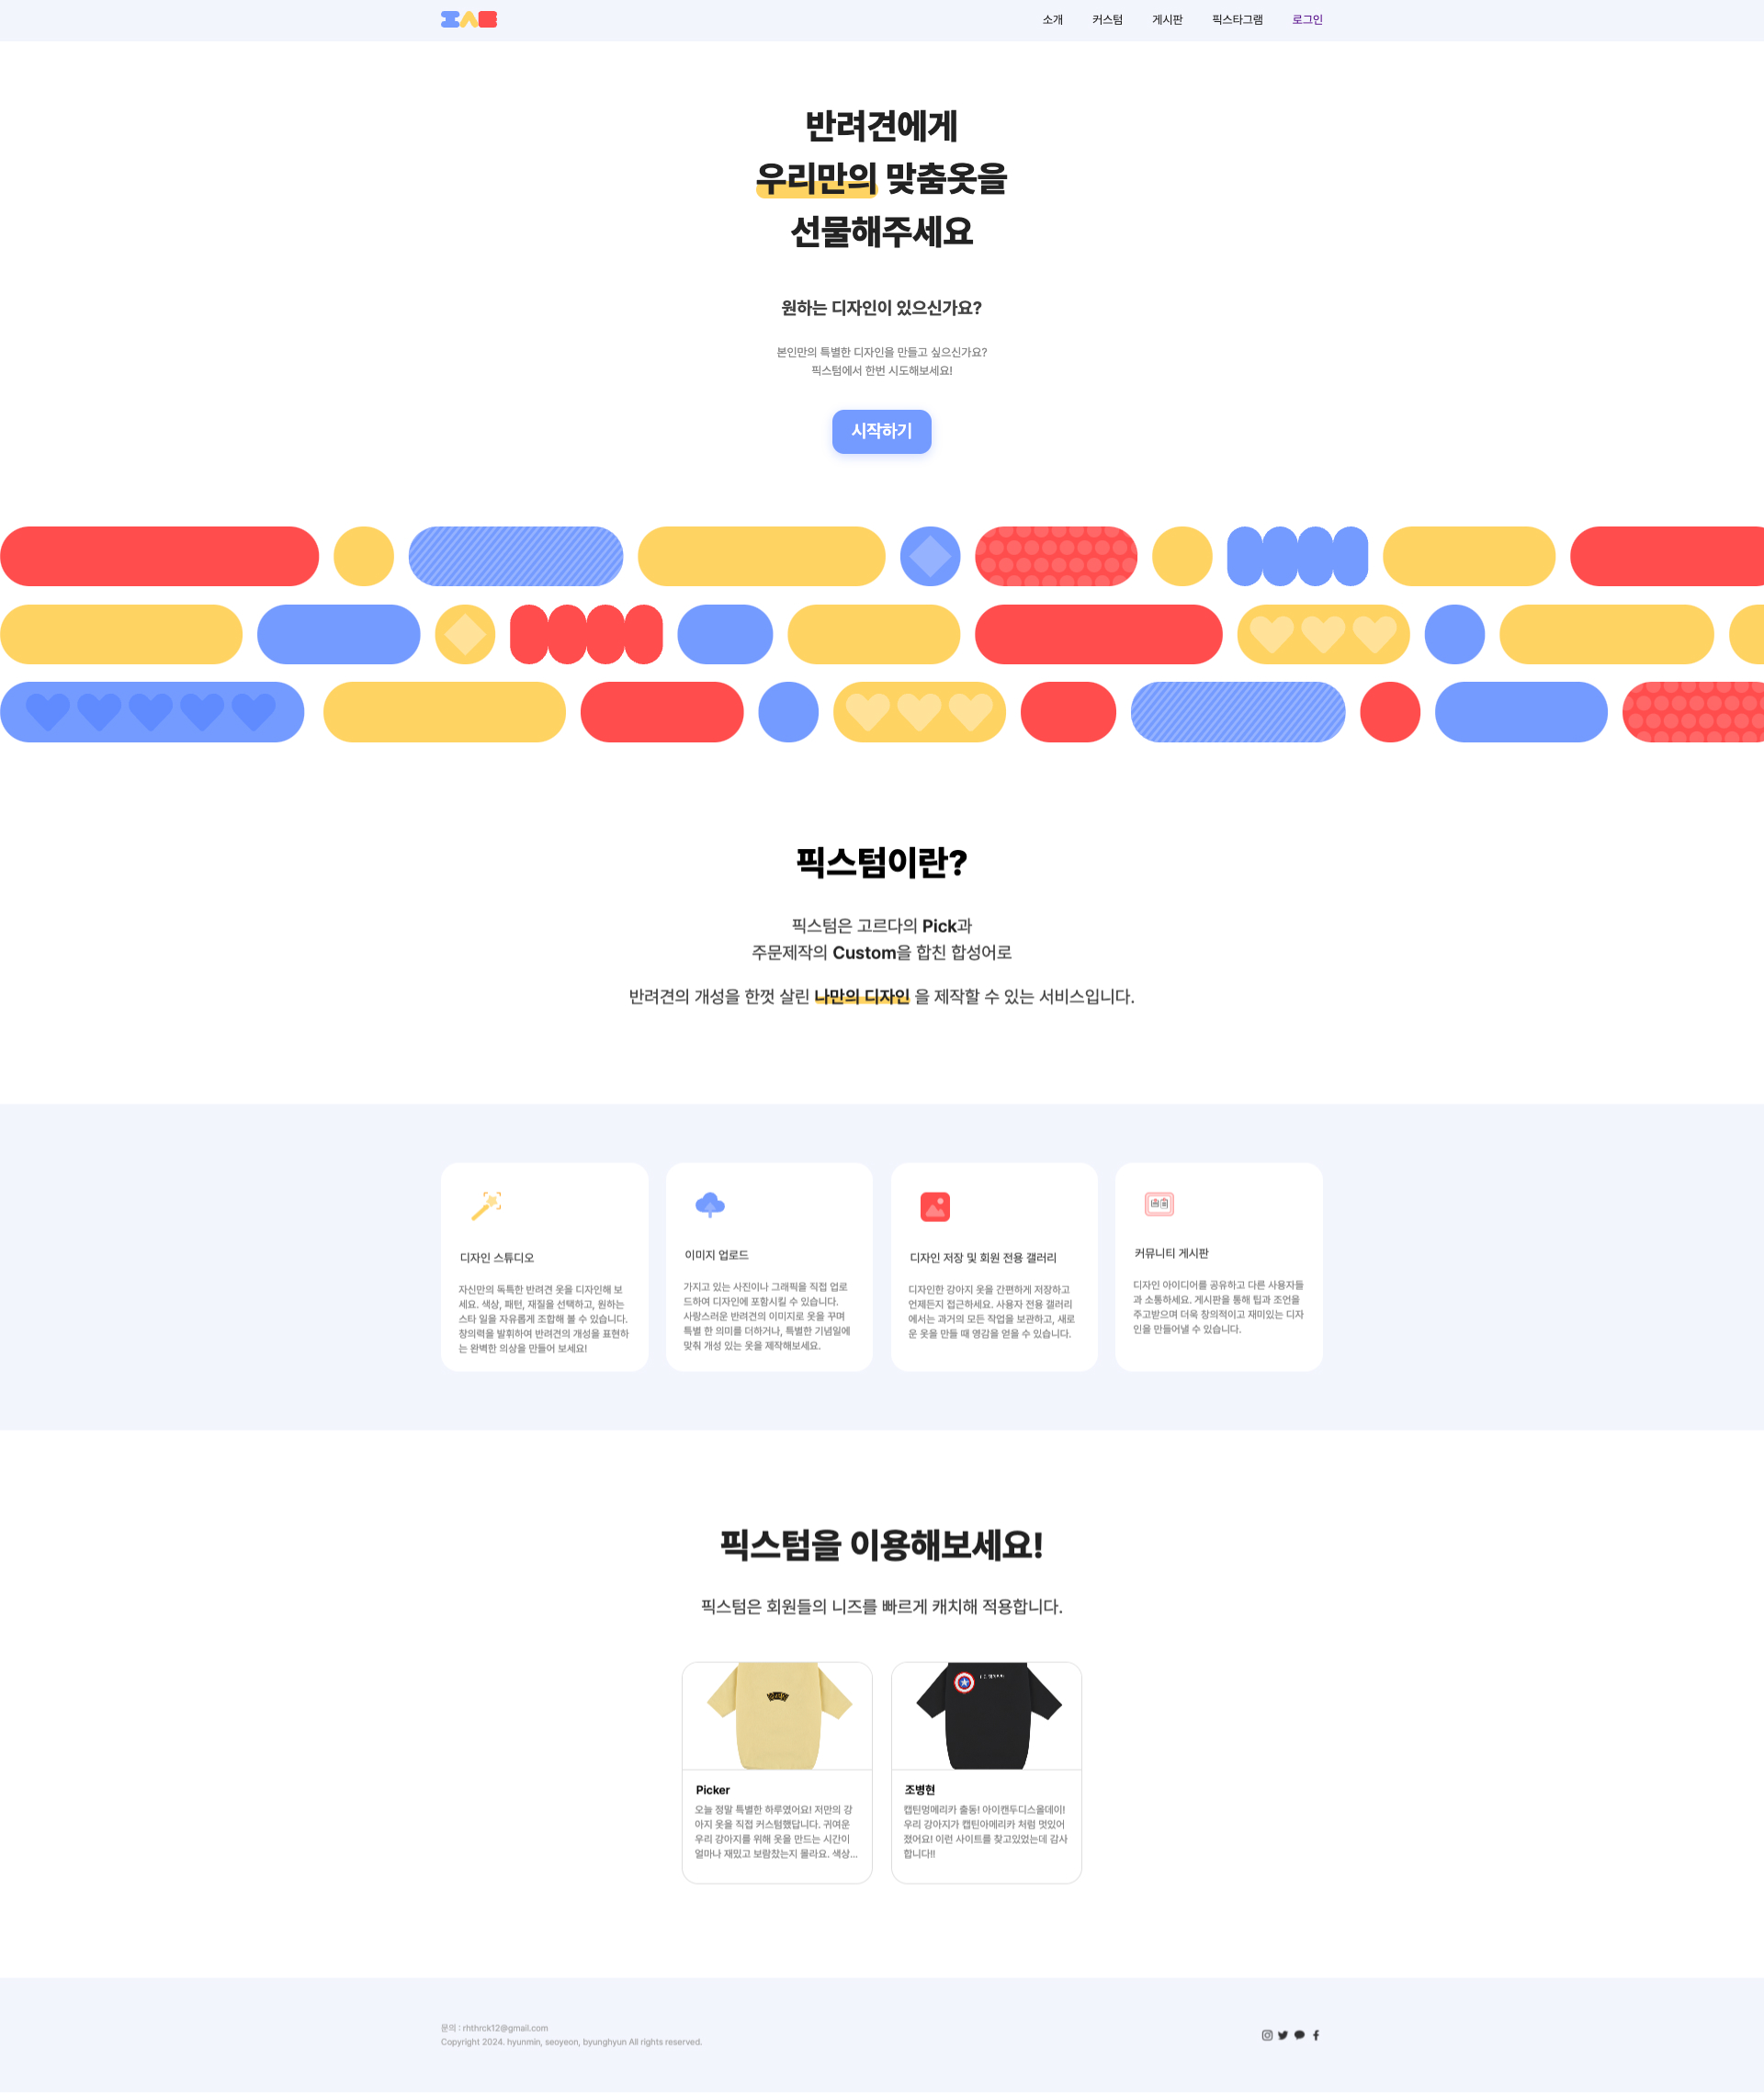 소개 커스텀 게시판 픽스타그램 로그인
반려견에게
우리만의 맞춤옷을
선물해주세요
원하는 디자인이 있으신가요?
본인만의 특별한 디자인을 만들고 싶으신가요?
픽스텀에서 한번 시도해보세요!
시작하기
픽스텀이란?
픽스텀은 고르다의 Pick과
주문제작의 Custom을 합친 합성어로
반려견의 개성을 한껏 살린 나만의 디자인 을 제작할 수 있는 서비스입니다.
디자인 스튜디오
자신만의 독특한 반려견 옷을 디자인해 보
세요. 색상, 패턴, 재질을 선택하고, 원하는
스타 일을 자유롭게 조합해 볼 수 있습니다.
창의력을 발휘하여 반려견의 개성을 표현하
는 완벽한 의상을 만들어 보세요!
이미지 업로드
가지고 있는 사진이나 그래픽을 직접 업로
드하여 디자인에 포함시킬 수 있습니다.
사랑스러운 반려견의 이미지로 옷을 꾸며
특별 한 의미를 더하거나, 특별한 기념일에
맞춰 개성 있는 옷을 제작해보세요.
디자인 저장 및 회원 전용 갤러리
디자인한 강아지 옷을 간편하게 저장하고
언제든지 접근하세요. 사용자 전용 갤러리
에서는 과거의 모든 작업을 보관하고, 새로
운 옷을 만들 때 영감을 얻을 수 있습니다.
커뮤니티 게시판
디자인 아이디어를 공유하고 다른 사용자들
과 소통하세요. 게시판을 통해 팁과 조언을
주고받으며 더욱 창의적이고 재미있는 디자
인을 만들어낼 수 있습니다.
픽스텀을 이용해보세요!
픽스텀은 회원들의 니즈를 빠르게 캐치해 적용합니다.
Picker
오늘 정말 특별한 하루였어요! 저만의 강
아지 옷을 직접 커스텀했답니다. 귀여운
우리 강아지를 위해 옷을 만드는 시간이
얼마나 재밌고 보람찼는지 몰라요. 색상...
조병현
캡틴멍메리카 출동! 아이캔두디스올데이!
우리 강아지가 캡틴아메리카 처럼 멋있어
졌어요! 이런 사이트를 찾고있었는데 감사
합니다!!
문의 : rhthrck12@gmail.com
Copyright 2024. hyunmin, seoyeon, byunghyun All rights reserved.